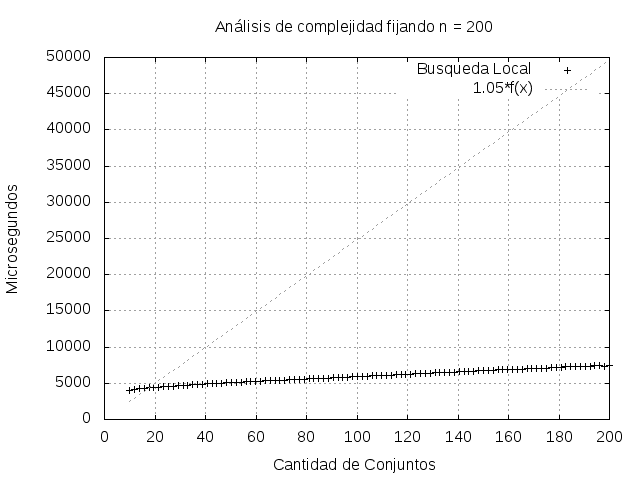 Análisis de complejidad fijando n = 200
50000
45000
40000
35000
30000
25000
20000
15000
10000
5000
0
Microsegundos
Busqueda Local
1.05*f(x)
0 20 40 60 80 100 120 140 160 180 200
Cantidad de Conjuntos